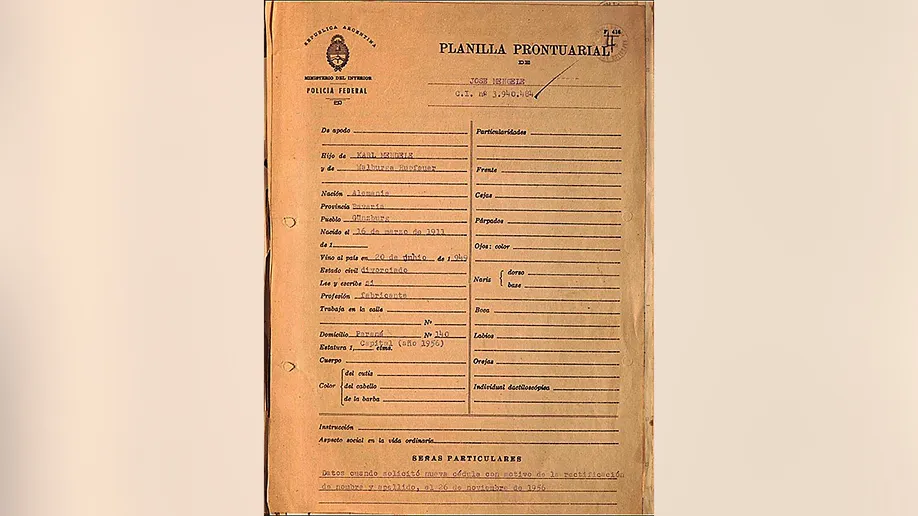 REPUBLICA ARGENTINA
MINISTERIO DEL INTERIOR
POLICIA FEDERAL
PLANILLA PRONTUARIAL
DE
JOSE MENGELE
C.I. nº 3.940.484
De apodo
Hijo de KARL MENGELE
y de Walburga Hupfauer
Nación Alemania
Provincia Bavaria
Pueblo Günzburg
Nacido el 16 de marzo de 1911
de 1
Vino al país en 20 de junio de 1949
Estado civil divorciado
Lee y escribe si
Profesión fabricante
Trabaja en la calle
Nº
Domicilio Paraná Nº 140
Capital (año 1956)
Estatura 1, ctms.
Cuerpo
Color
del cutis
del cabello
de la barba
Particularidades
Frente
Cejas
Párpados
Ojos: color
Nariz
dorso
base
Boca
Labios
Orejas
Individual dactiloscópica
Instrucción
Aspecto social en la vida ordinaria
SEÑAS PARTICULARES
Datos cuando solicitó nueva cédula con motivo de la rectificación
de nombre y apellido, el 26 de noviembre de 1956